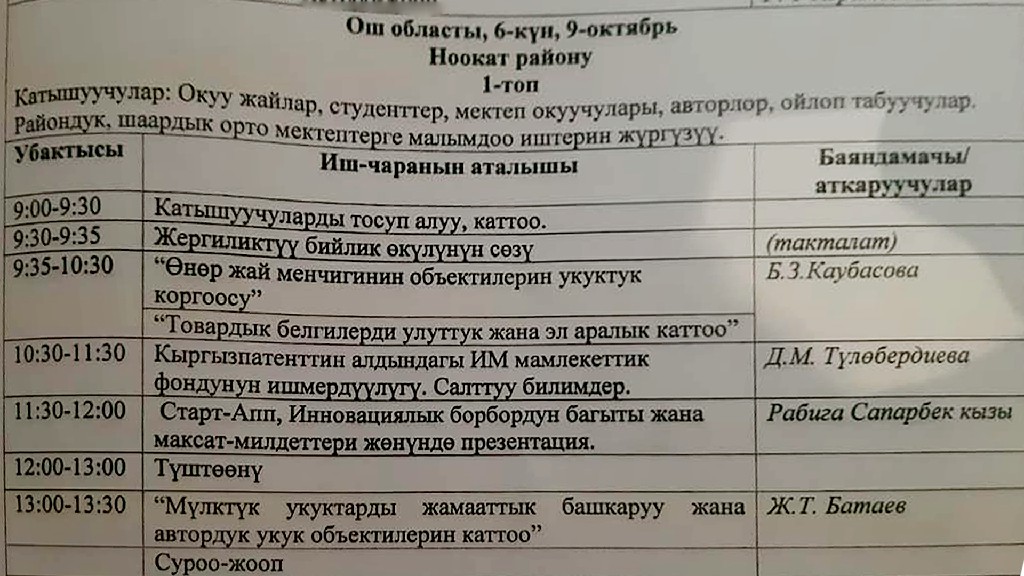 Ош областы, 6-күн, 9-октябрь
Ноокат району
1-топ
Катышуучулар: Окуу жайлар, студенттер, мектеп окуучулары, авторлор, ойлоп табуучулар.
Райондук, шаардык орто мектептерге малымдоо иштерин жүргүзүү.
Убактысы Иш-чаранын аталышы Баяндамачы/
аткаруучулар
9:00-9:30 Катышуучуларды тосуп алуу, каттоо.
9:30-9:35 Жергиликтүү бийлик өкүлүнүн сөзү (такталат)
9:35-10:30 “Өнөр жай менчигинин объектилерин укуктук Б.З.Каубасова
коргоосу”
“Товардык белгилерди улуттук жана эл аралык каттоо”
10:30-11:30 Кыргызпатенттин алдындагы ИМ мамлекеттик Д.М. Түлөбердиева
фондунун ишмердүүлүгү. Салттуу билимдер.
11:30-12:00 Старт-Апп, Инновациялык борбордун багыты жана Рабига Сапарбек кызы
максат-милдеттери жөнүндө презентация.
12:00-13:00 Түштөөнү
13:00-13:30 “Мүлктүк укуктарды жамааттык башкаруу жана Ж.Т. Батаев
автордук укук объектилерин каттоо”
Суроо-жооп